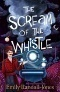 THE
SCREAM
OF THE
WHISTLE
Emily Randall-Jones